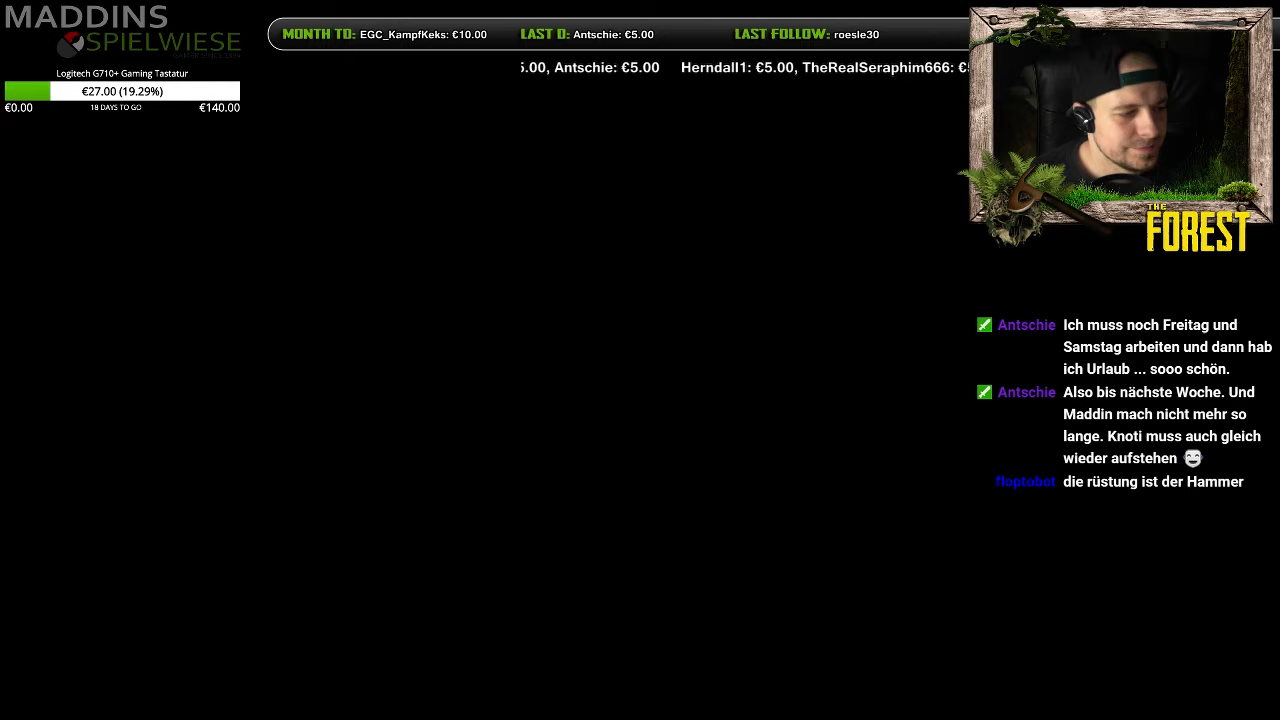 MADDINS
SPIELWIESE
MONTH TD: EGC_KampfKeks: €10.00
LAST D: Antschie: €5.00
LAST FOLLOW: roesle30
5.00, Antschie: €5.00 Herndall1: €5.00, TheRealSeraphim666: €5
Logitech G710+ Gaming Tastatur
€27.00 (19.29%)
€0.00
18 DAYS TO GO
€140.00
THE
FOREST
Antschie Ich muss noch Freitag und
Samstag arbeiten und dann hab
ich Urlaub ... sooo schön.
Antschie Also bis nächste Woche. Und
Maddin mach nicht mehr so
lange. Knoti muss auch gleich
wieder aufstehen
floptobot die rüstung ist der Hammer